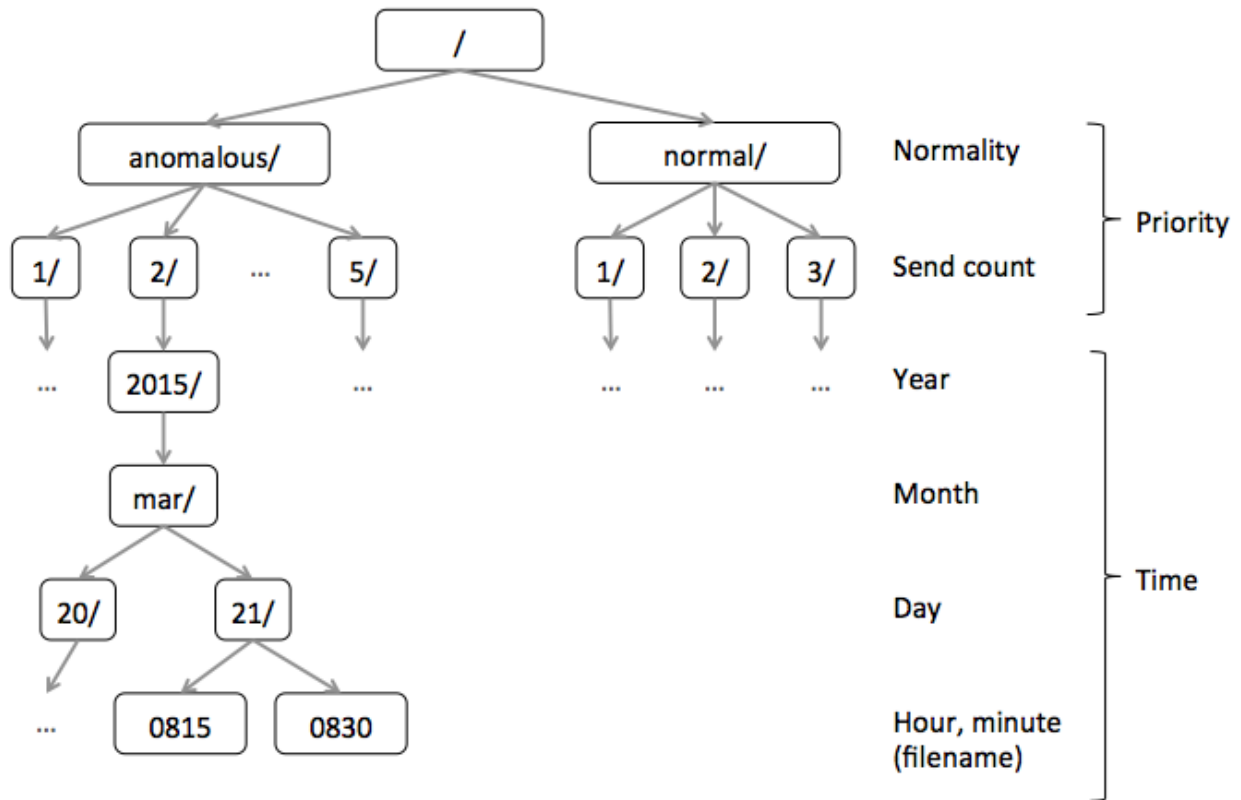 /
anomalous/
normal/
Normality
Priority
1/
2/
...
5/
1/
2/
3/
Send count
...
2015/
...
...
...
...
Year
mar/
Month
Time
20/
21/
Day
...
0815
0830
Hour, minute
(filename)